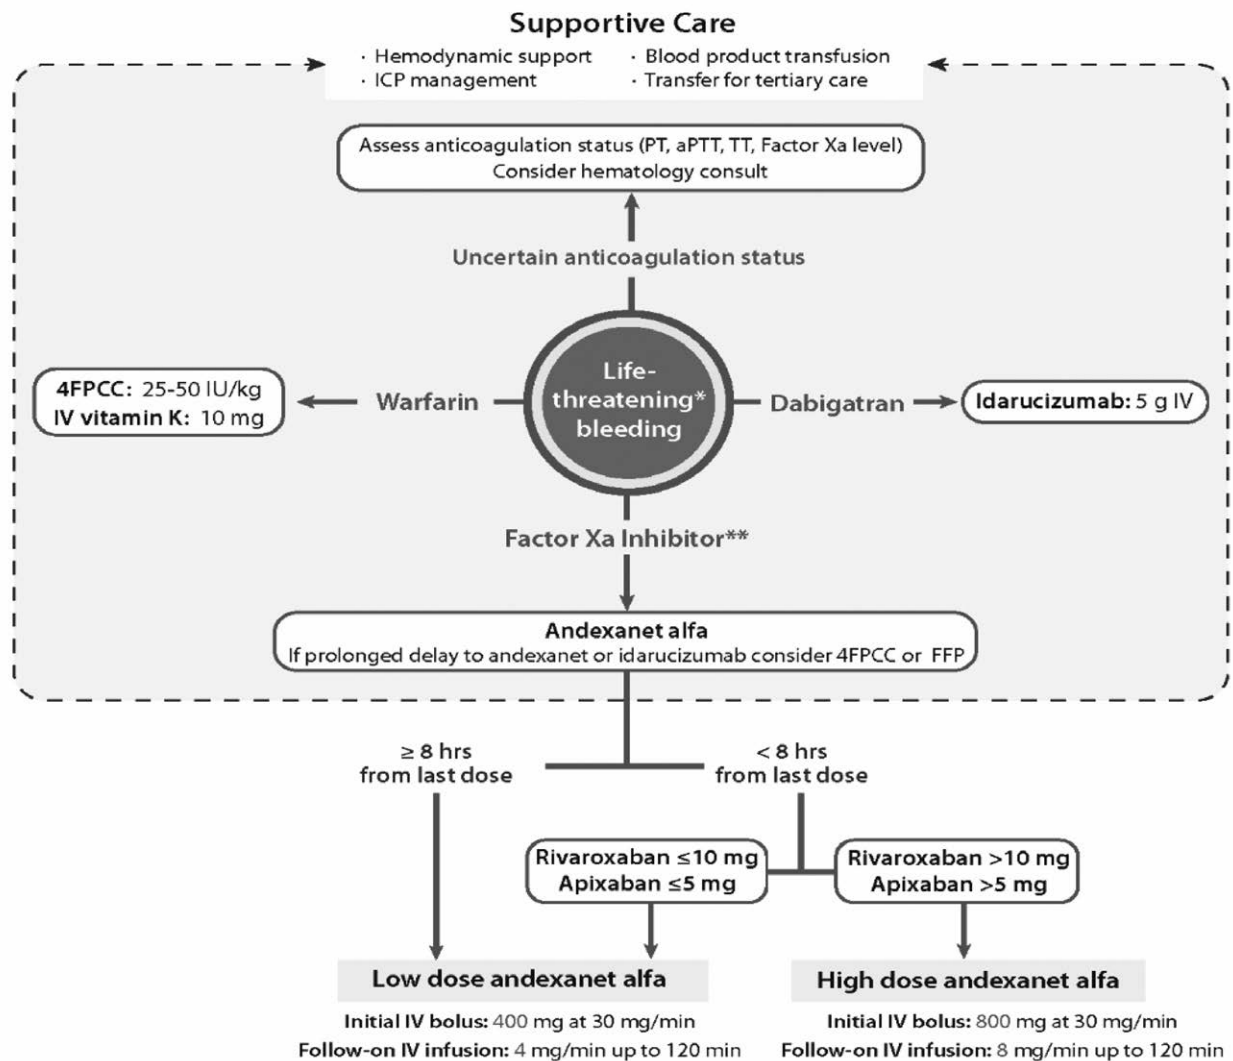 Supportive Care
· Hemodynamic support · Blood product transfusion
· ICP management · Transfer for tertiary care
Assess anticoagulation status (PT, aPTT, TT, Factor Xa level)
Consider hematology consult
Uncertain anticoagulation status
4FPCC: 25-50 IU/kg
IV vitamin K: 10 mg
Warfarin
Life-
threatening*
bleeding
Dabigatran
Idarucizumab: 5 g IV
Factor Xa Inhibitor**
Andexanet alfa
If prolonged delay to andexanet or idarucizumab consider 4FPCC or FFP
≥ 8 hrs
from last dose
< 8 hrs
from last dose
Rivaroxaban ≤10 mg
Apixaban ≤5 mg
Rivaroxaban >10 mg
Apixaban >5 mg
Low dose andexanet alfa
Initial IV bolus: 400 mg at 30 mg/min
Follow-on IV infusion: 4 mg/min up to 120 min
High dose andexanet alfa
Initial IV bolus: 800 mg at 30 mg/min
Follow-on IV infusion: 8 mg/min up to 120 min